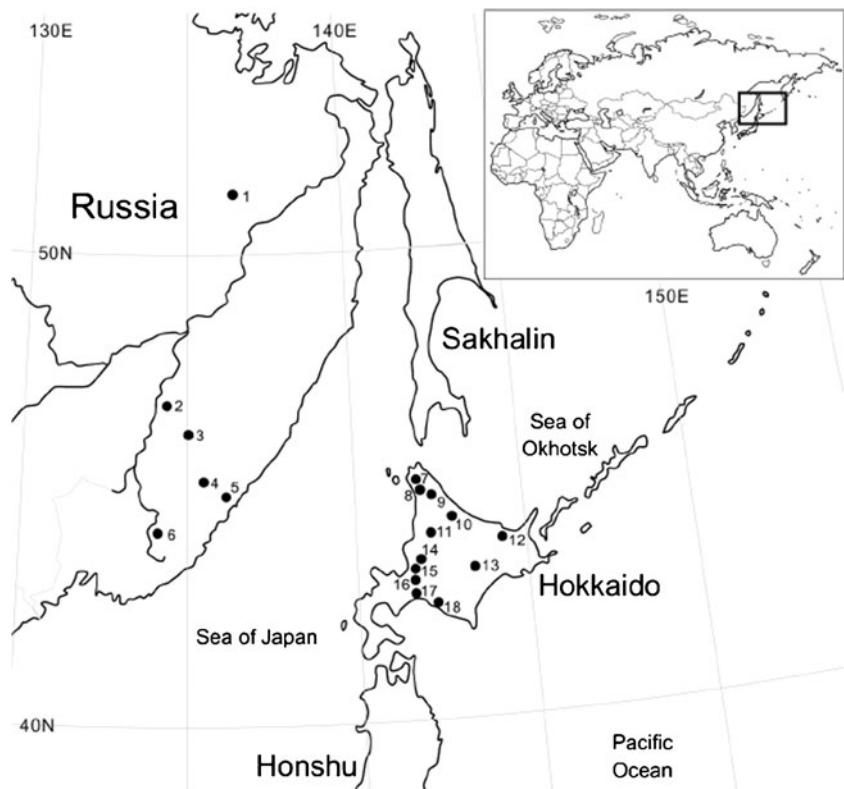 130E
140E
1
Russia
50N
150E
Sakhalin
2
3
Sea of
Okhotsk
4
5
7
8
9
6
10
11
12
14
15
13
16
Hokkaido
17
18
Sea of Japan
40N
Honshu
Pacific
Ocean